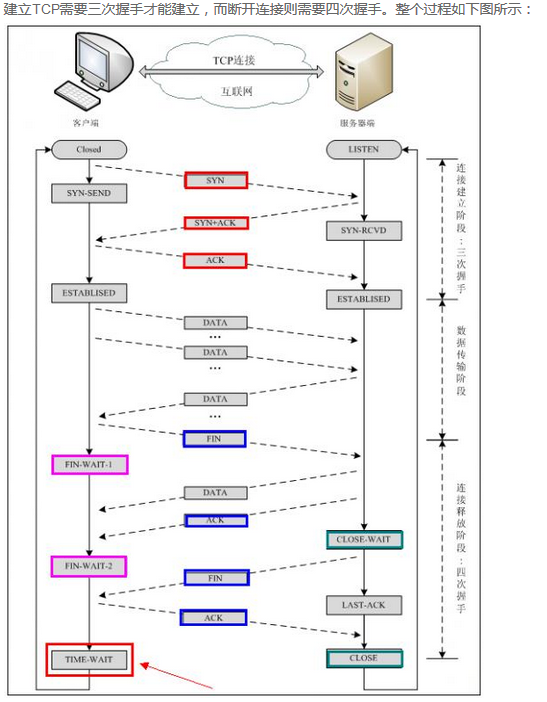 建立TCP需要三次握手才能建立，而断开连接则需要四次握手。整个过程如下图所示：
TCP连接
互联网
客户端
服务器端
Closed
LISTEN
SYN
SYN-SEND
SYN+ACK
SYN-RCVD
ACK
ESTABLISED
ESTABLISED
连接建立阶段：三次握手
DATA
...
DATA
...
DATA
...
数据传输阶段
FIN
FIN-WAIT-1
DATA
ACK
CLOSE-WAIT
FIN-WAIT-2
FIN
LAST-ACK
ACK
TIME-WAIT
CLOSE
连接释放阶段：四次握手